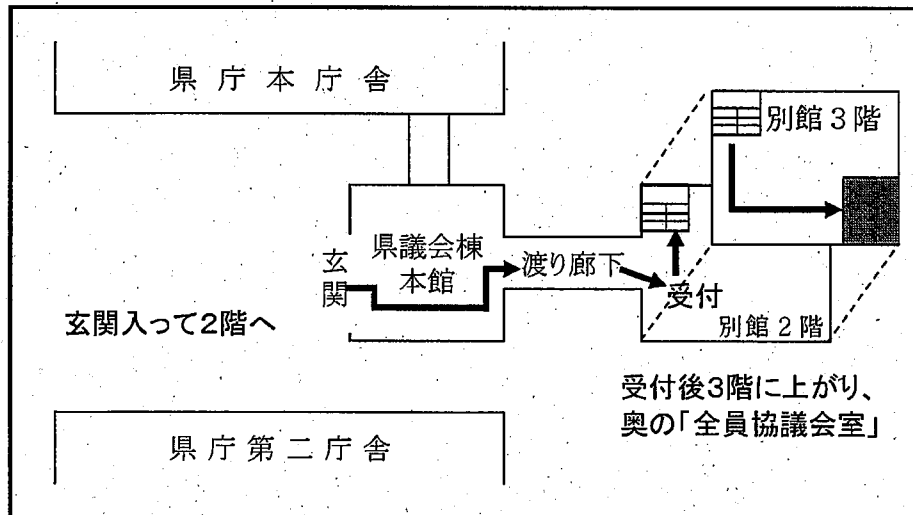 県庁本庁舎
別館3階
県議会棟
本館
玄関
渡り廊下
受付
玄関入って2階へ
別館2階
受付後3階に上がり、
奥の「全員協議会室」
県庁第二庁舎